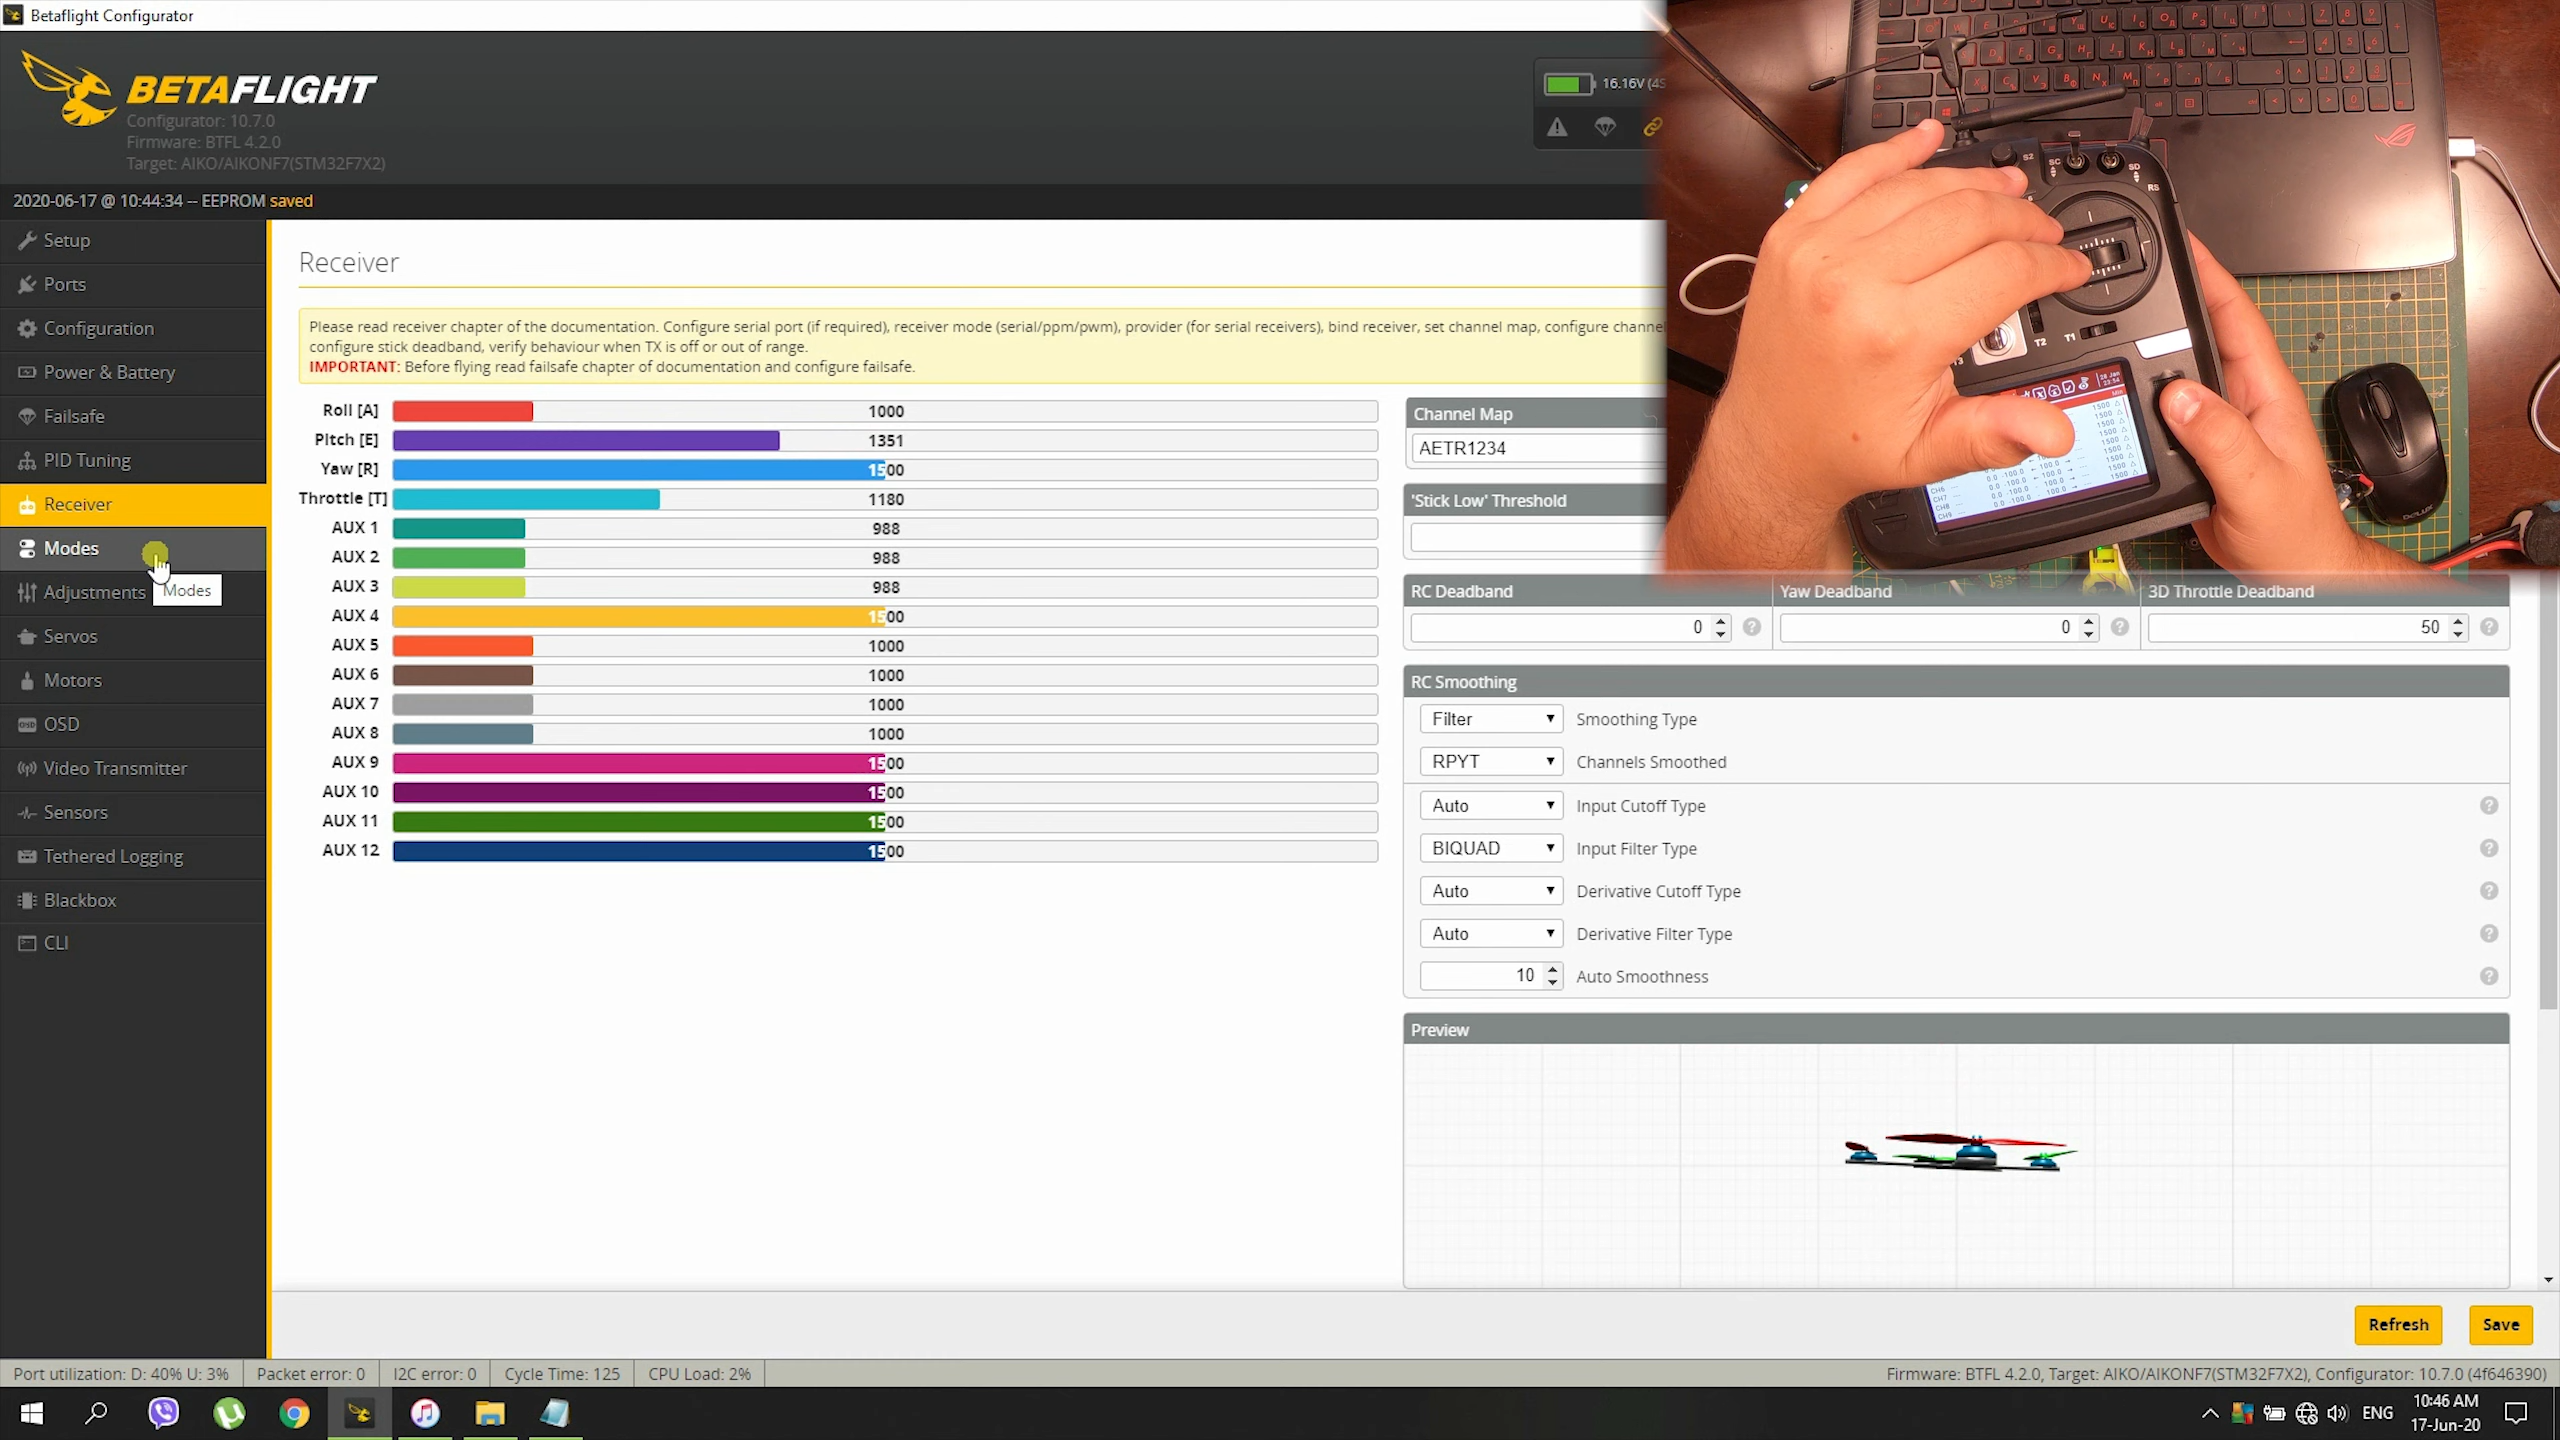 Betaflight Configurator
BETAFLIGHT
Configurator: 10.7.0
Firmware: BTFL 4.2.0
Target: AIKO/AIKONF7(STM32F7X2)
16.16V (4S
2020-06-17 @ 10:44:34 -- EEPROM saved
Setup
Ports
Configuration
Power & Battery
Failsafe
PID Tuning
Receiver
Modes
Adjustments
Modes
Servos
Motors
OSD
Video Transmitter
Sensors
Tethered Logging
Blackbox
CLI
Receiver
Please read receiver chapter of the documentation. Configure serial port (if required), receiver mode (serial/ppm/pwm), provider (for serial receivers), bind receiver, set channel map, configure channel
configure stick deadband, verify behaviour when TX is off or out of range.
IMPORTANT: Before flying read failsafe chapter of documentation and configure failsafe.
Roll [A] 1000
Pitch [E] 1351
Yaw [R] 1500
Throttle [T] 1180
AUX 1 988
AUX 2 988
AUX 3 988
AUX 4 1500
AUX 5 1000
AUX 6 1000
AUX 7 1000
AUX 8 1000
AUX 9 1500
AUX 10 1500
AUX 11 1500
AUX 12 1500
Channel Map
AETR1234
'Stick Low' Threshold
RC Deadband
0
Yaw Deadband
0
3D Throttle Deadband
50
RC Smoothing
Filter Smoothing Type
RPYT Channels Smoothed
Auto Input Cutoff Type
BIQUAD Input Filter Type
Auto Derivative Cutoff Type
Auto Derivative Filter Type
10 Auto Smoothness
Preview
S2
SC
SD
RS
T2
T1
Refresh
Save
Port utilization: D: 40% U: 3%
Packet error: 0
I2C error: 0
Cycle Time: 125
CPU Load: 2%
Firmware: BTFL 4.2.0, Target: AIKO/AIKONF7(STM32F7X2), Configurator: 10.7.0 (4f646390)
ENG
10:46 AM
17-Jun-20